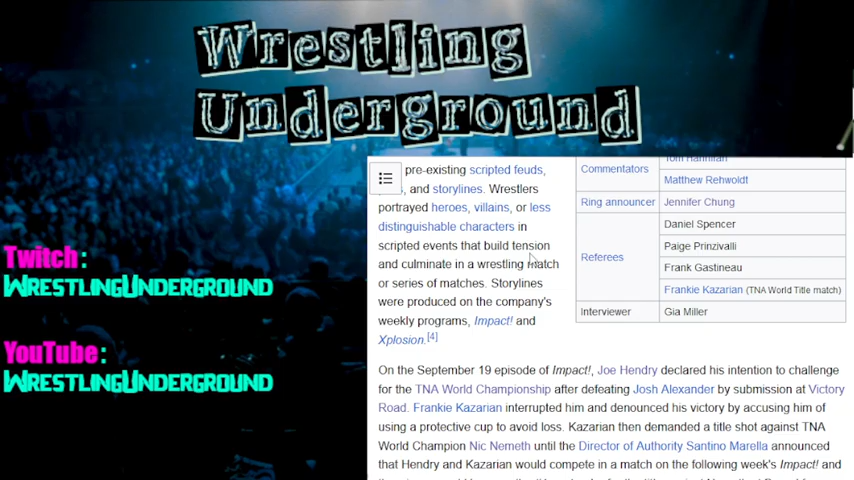 Wrestling
Underground
Twitch:
WrestlingUnderground
YouTube:
WrestlingUnderground
pre-existing scripted feuds,
, and storylines. Wrestlers
portrayed heroes, villains, or less
distinguishable characters in
scripted events that build tension
and culminate in a wrestling match
or series of matches. Storylines
were produced on the company's
weekly programs, Impact! and
Xplosion.[4]
Commentators
Tom Hannifan
Matthew Rehwoldt
Ring announcer Jennifer Chung
Referees
Daniel Spencer
Paige Prinzivalli
Frank Gastineau
Frankie Kazarian (TNA World Title match)
Interviewer Gia Miller
On the September 19 episode of Impact!, Joe Hendry declared his intention to challenge
for the TNA World Championship after defeating Josh Alexander by submission at Victory
Road. Frankie Kazarian interrupted him and denounced his victory by accusing him of
using a protective cup to avoid loss. Kazarian then demanded a title shot against TNA
World Champion Nic Nemeth until the Director of Authority Santino Marella announced
that Hendry and Kazarian would compete in a match on the following week's Impact! and